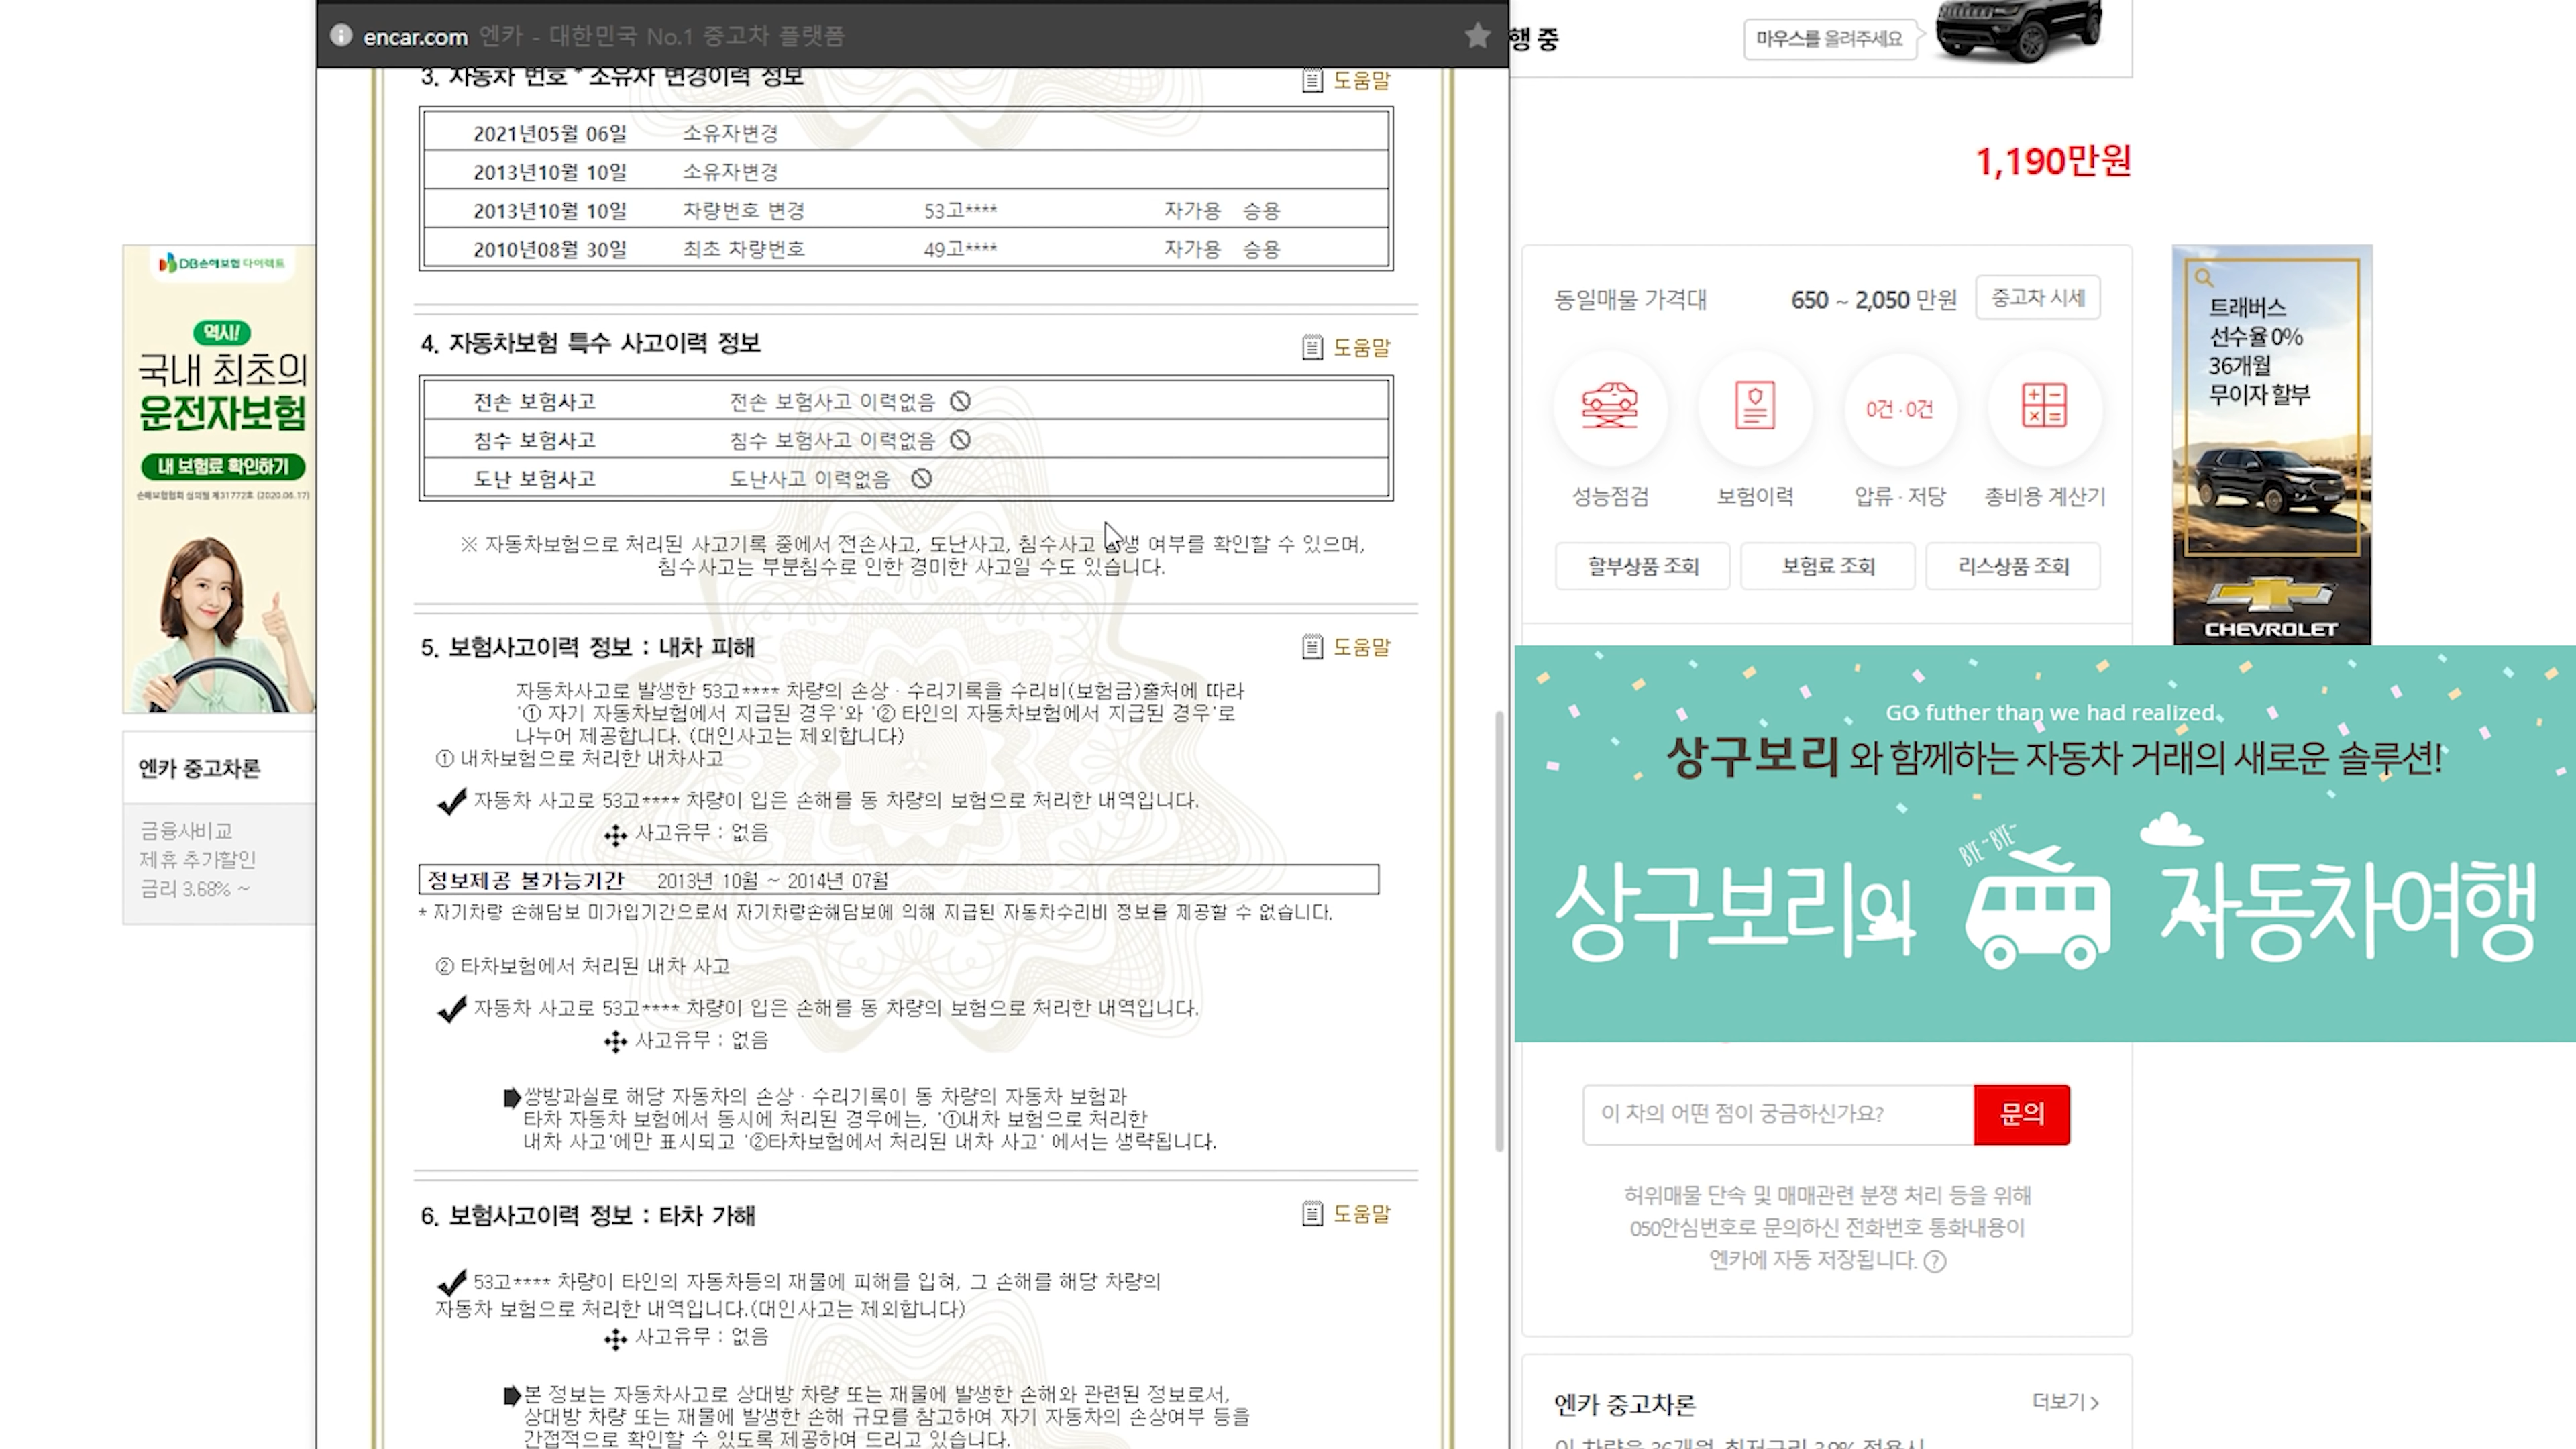 encar.com 엔카 - 대한민국 No.1 중고차 플랫폼
3. 자동차 번호 * 소유자 변경이력 정보
도움말
2021년05월 06일 소유자변경
2013년10월 10일 소유자변경
2013년10월 10일 차량번호 변경 53고**** 자가용 승용
2010년08월 30일 최초 차량번호 49고**** 자가용 승용
4. 자동차보험 특수 사고이력 정보
도움말
전손 보험사고 전손 보험사고 이력없음
침수 보험사고 침수 보험사고 이력없음
도난 보험사고 도난사고 이력없음
※ 자동차보험으로 처리된 사고기록 중에서 전손사고, 도난사고, 침수사고 생 여부를 확인할 수 있으며,
침수사고는 부분침수로 인한 경미한 사고일 수도 있습니다.
5. 보험사고이력 정보 : 내차 피해
도움말
자동차사고로 발생한 53고**** 차량의 손상 · 수리기록을 수리비(보험금)출처에 따라
'① 자기 자동차보험에서 지급된 경우'와 '② 타인의 자동차보험에서 지급된 경우'로
나누어 제공합니다. (대인사고는 제외합니다)
① 내차보험으로 처리한 내차사고
자동차 사고로 53고**** 차량이 입은 손해를 동 차량의 보험으로 처리한 내역입니다.
사고유무 : 없음
정보제공 불가능기간 2013년 10월 ~ 2014년 07월
* 자기차량 손해담보 미가입기간으로서 자기차량손해담보에 의해 지급된 자동차수리비 정보를 제공할 수 없습니다.
② 타차보험에서 처리된 내차 사고
자동차 사고로 53고**** 차량이 입은 손해를 동 차량의 보험으로 처리한 내역입니다.
사고유무 : 없음
쌍방과실로 해당 자동차의 손상 · 수리기록이 동 차량의 자동차 보험과
타차 자동차 보험에서 동시에 처리된 경우에는, '①내차 보험으로 처리한
내차 사고'에만 표시되고 '②타차보험에서 처리된 내차 사고' 에서는 생략됩니다.
6. 보험사고이력 정보 : 타차 가해
도움말
53고**** 차량이 타인의 자동차등의 재물에 피해를 입혀, 그 손해를 해당 차량의
자동차 보험으로 처리한 내역입니다.(대인사고는 제외합니다)
사고유무 : 없음
본 정보는 자동차사고로 상대방 차량 또는 재물에 발생한 손해와 관련된 정보로서,
상대방 차량 또는 재물에 발생한 손해 규모를 참고하여 자기 자동차의 손상여부 등을
간접적으로 확인할 수 있도록 제공하여 드리고 있습니다.
DB손해보험 다이렉트
역시!
국내 최초의
운전자보험
내 보험료 확인하기
손해보험협회 심의필 제31772호 (2020.06.17)
엔카 중고차론
금융사비교
제휴 추가할인
금리 3.68% ~
행 중
마우스를 올려주세요
1,190만원
동일매물 가격대 650 ~ 2,050 만원 중고차 시세
0건 · 0건
성능점검 보험이력 압류 · 저당 총비용 계산기
할부상품 조회 보험료 조회 리스상품 조회
트래버스
선수율 0%
36개월
무이자 할부
CHEVROLET
GO futher than we had realized.
상구보리 와 함께하는 자동차 거래의 새로운 솔루션!
BYE~BYE~
상구보리의 자동차여행
이 차의 어떤 점이 궁금하신가요? 문의
허위매물 단속 및 매매관련 분쟁 처리 등을 위해
050안심번호로 문의하신 전화번호 통화내용이
엔카에 자동 저장됩니다. ?
엔카 중고차론 더보기 >